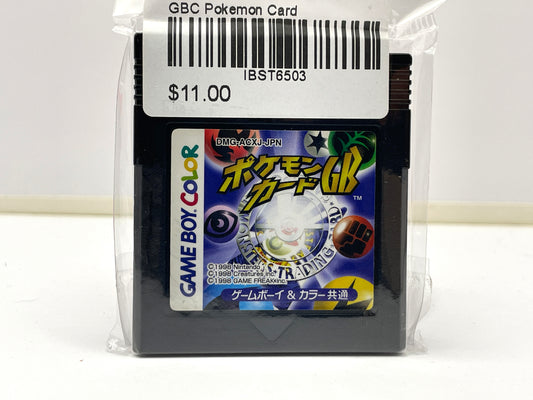 GBC Pokemon Card
IBST6503
$11.00
DMG-ACXJ-JPN
ポケモン
カードGB
TM
GAME BOY COLOR
©1998 Nintendo
©1998 Creatures inc.
©1998 GAME FREAK inc.
ゲームボーイ & カラー共通